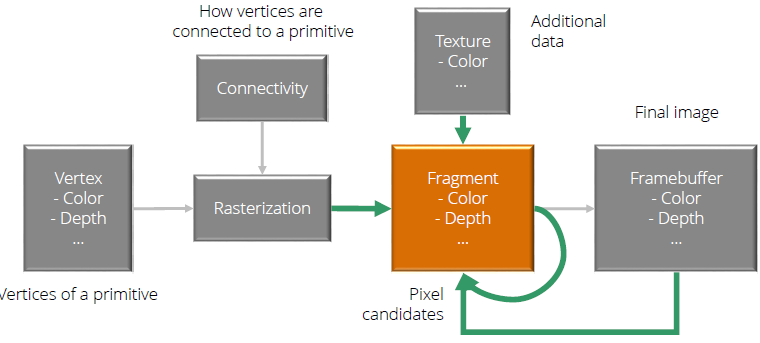 How vertices are
connected to a primitive
Additional
data
Texture
- Color
...
Connectivity
Final image
Vertex
- Color
- Depth
...
Rasterization
Fragment
- Color
- Depth
...
Framebuffer
- Color
- Depth
...
Vertices of a primitive
Pixel
candidates